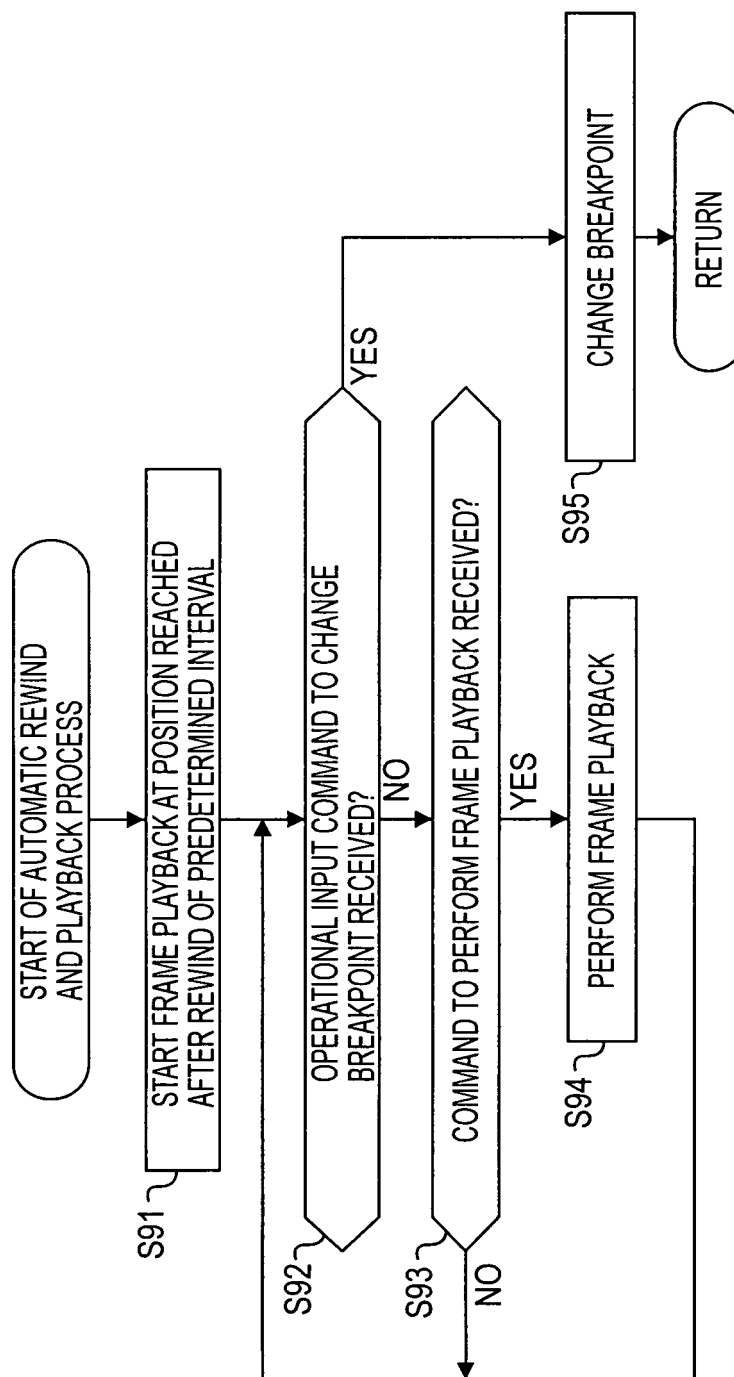 START OF AUTOMATIC REWIND
AND PLAYBACK PROCESS
S91
START FRAME PLAYBACK AT POSITION REACHED
AFTER REWIND OF PREDETERMINED INTERVAL
S92
OPERATIONAL INPUT COMMAND TO CHANGE
BREAKPOINT RECEIVED?
YES
NO
S93
COMMAND TO PERFORM FRAME PLAYBACK RECEIVED?
NO
YES
S94
PERFORM FRAME PLAYBACK
S95
CHANGE BREAKPOINT
RETURN